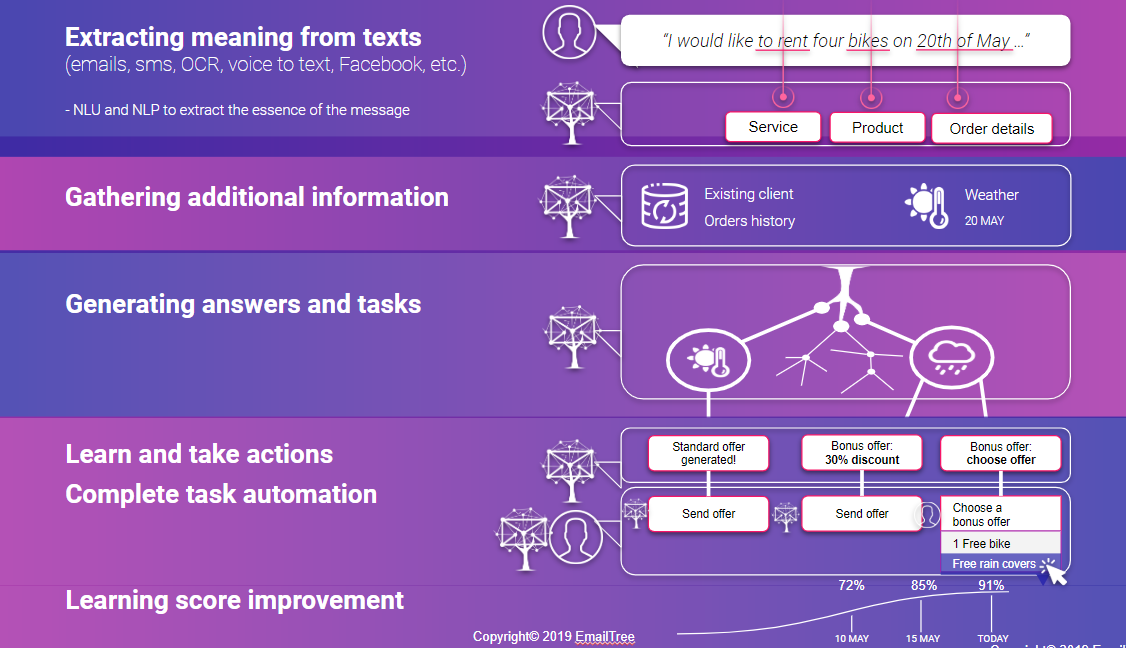 Extracting meaning from texts
(emails, sms, OCR, voice to text, Facebook, etc.)
- NLU and NLP to extract the essence of the message
“I would like to rent four bikes on 20th of May ...”
Service
Product
Order details
Gathering additional information
Existing client
Orders history
Weather
20 MAY
Generating answers and tasks
Learn and take actions
Complete task automation
Standard offer
generated!
Bonus offer:
30% discount
Bonus offer:
choose offer
Send offer
Send offer
Choose a
bonus offer
1 Free bike
Free rain covers
Learning score improvement
72%
85%
91%
10 MAY
15 MAY
TODAY
Copyright© 2019 EmailTree